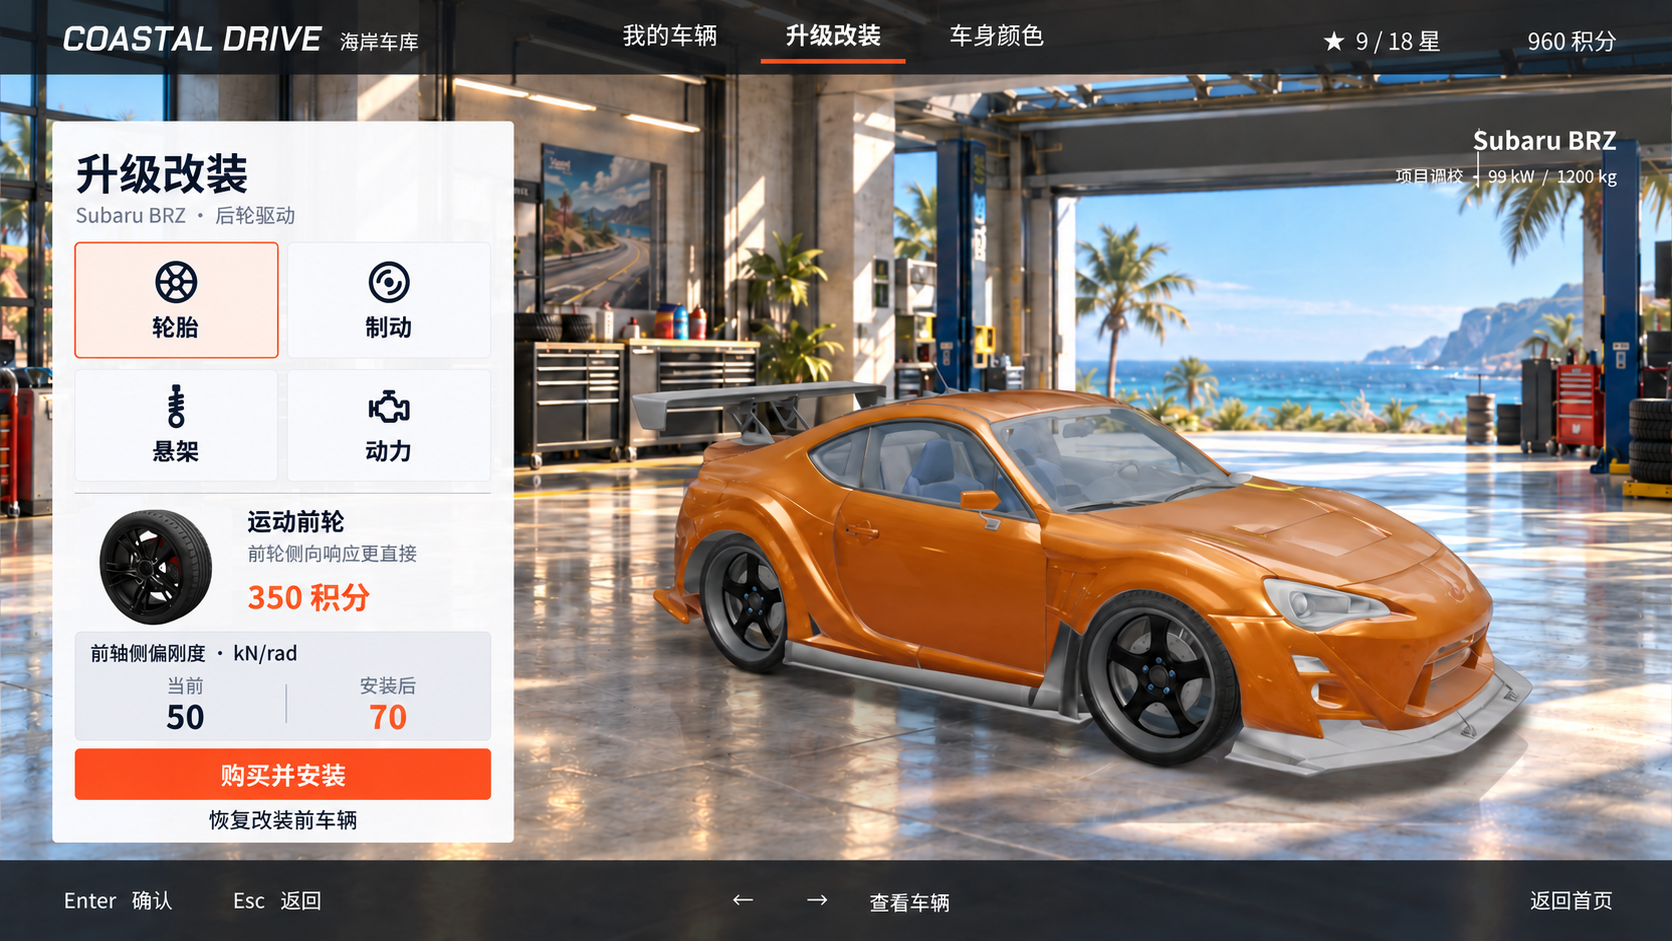 COASTAL DRIVE 海岸车库
我的车辆
升级改装
车身颜色
★ 9 / 18 星
960 积分
Subaru BRZ
项目调校 · 99 kW / 1200 kg
升级改装
Subaru BRZ · 后轮驱动
轮胎
制动
悬架
动力
运动前轮
前轮侧向响应更直接
350 积分
前轴侧偏刚度 · kN/rad
当前
安装后
50
70
购买并安装
恢复改装前车辆
Enter 确认
Esc 返回
← → 查看车辆
返回首页